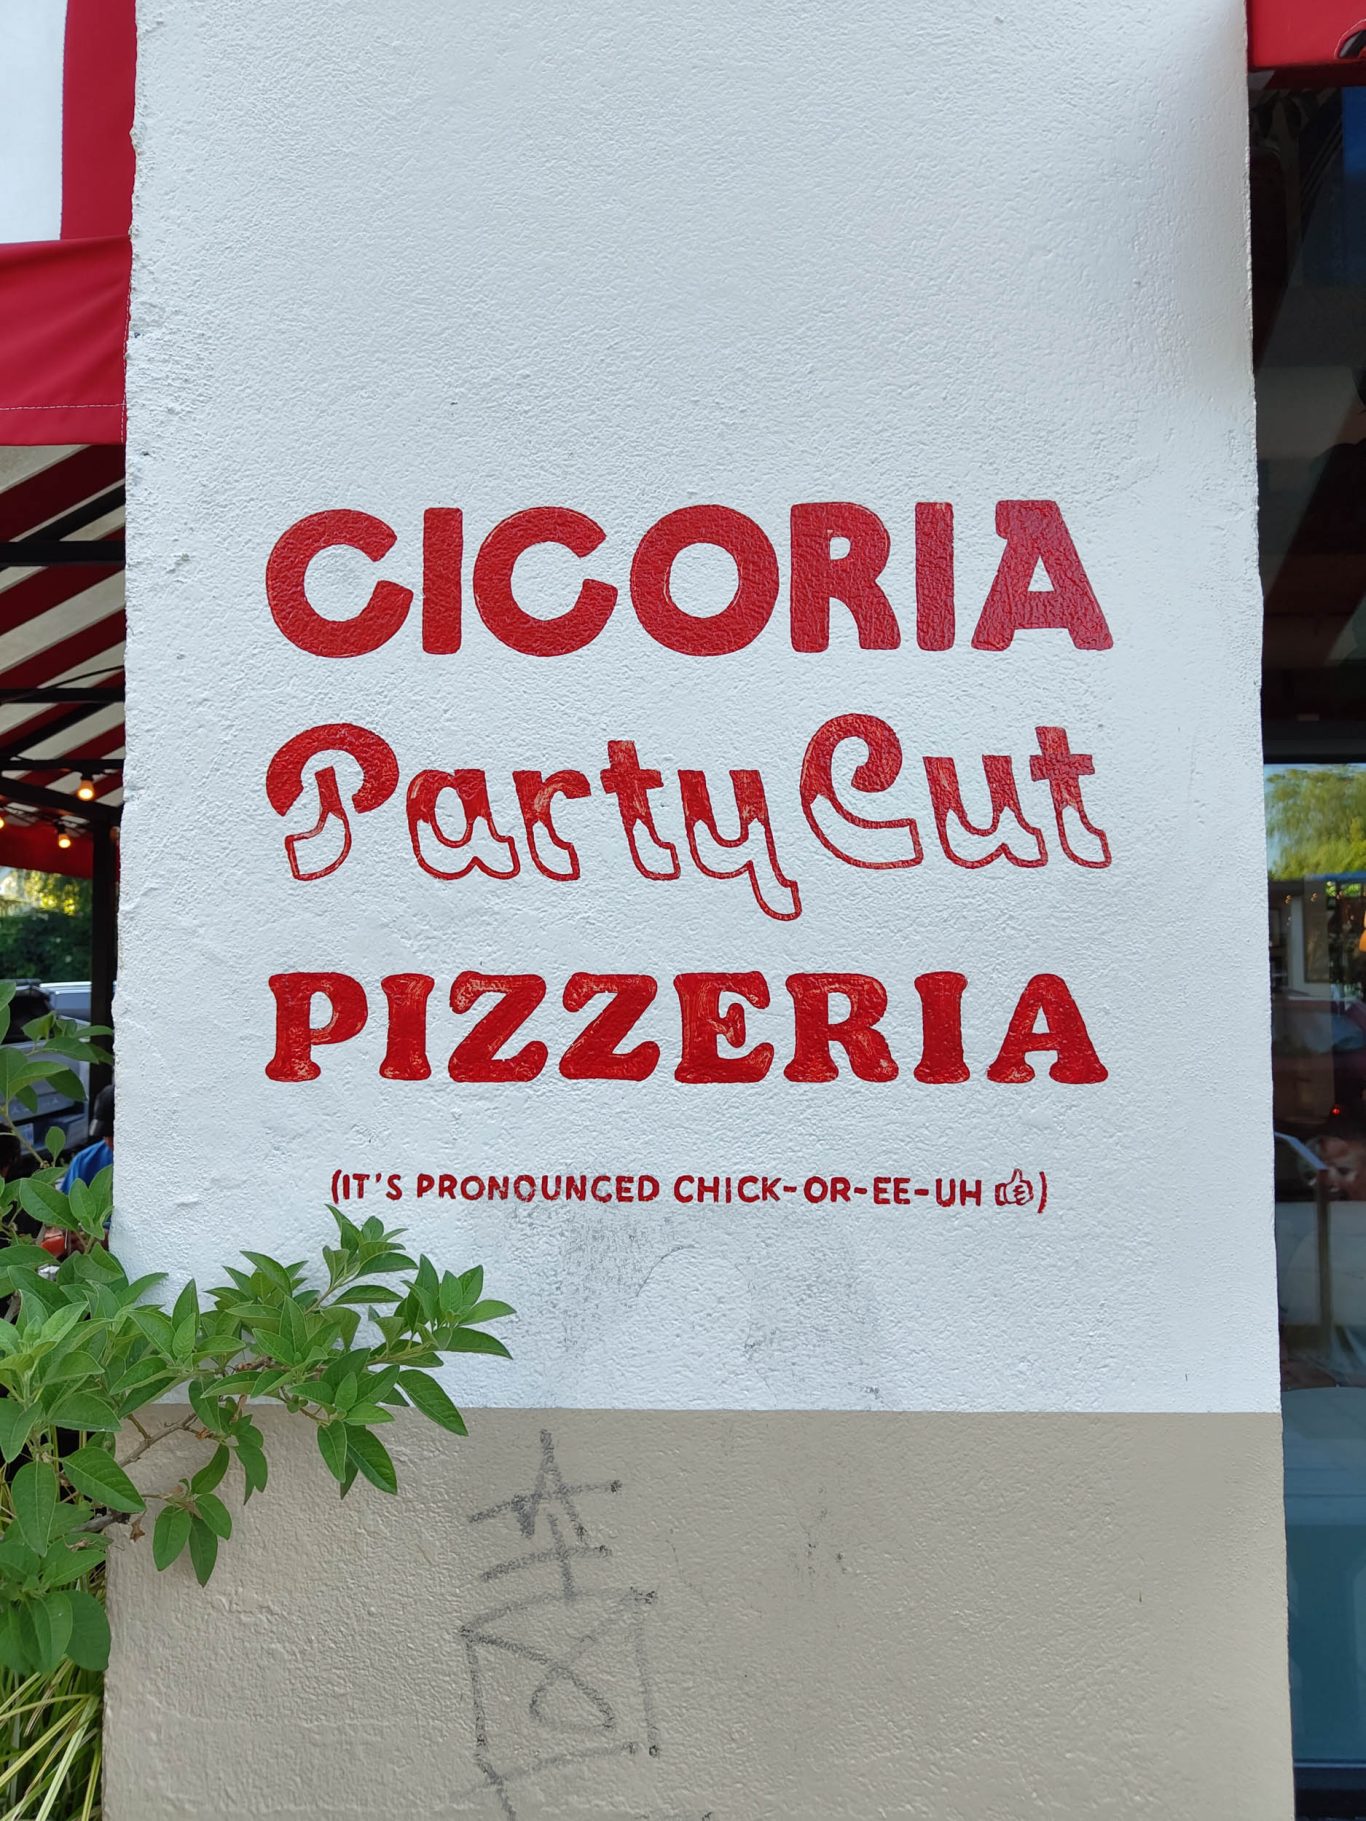 CICORIA
Party Cut
PIZZERIA
(IT'S PRONOUNCED CHICK-OR-EE-UH 👍)